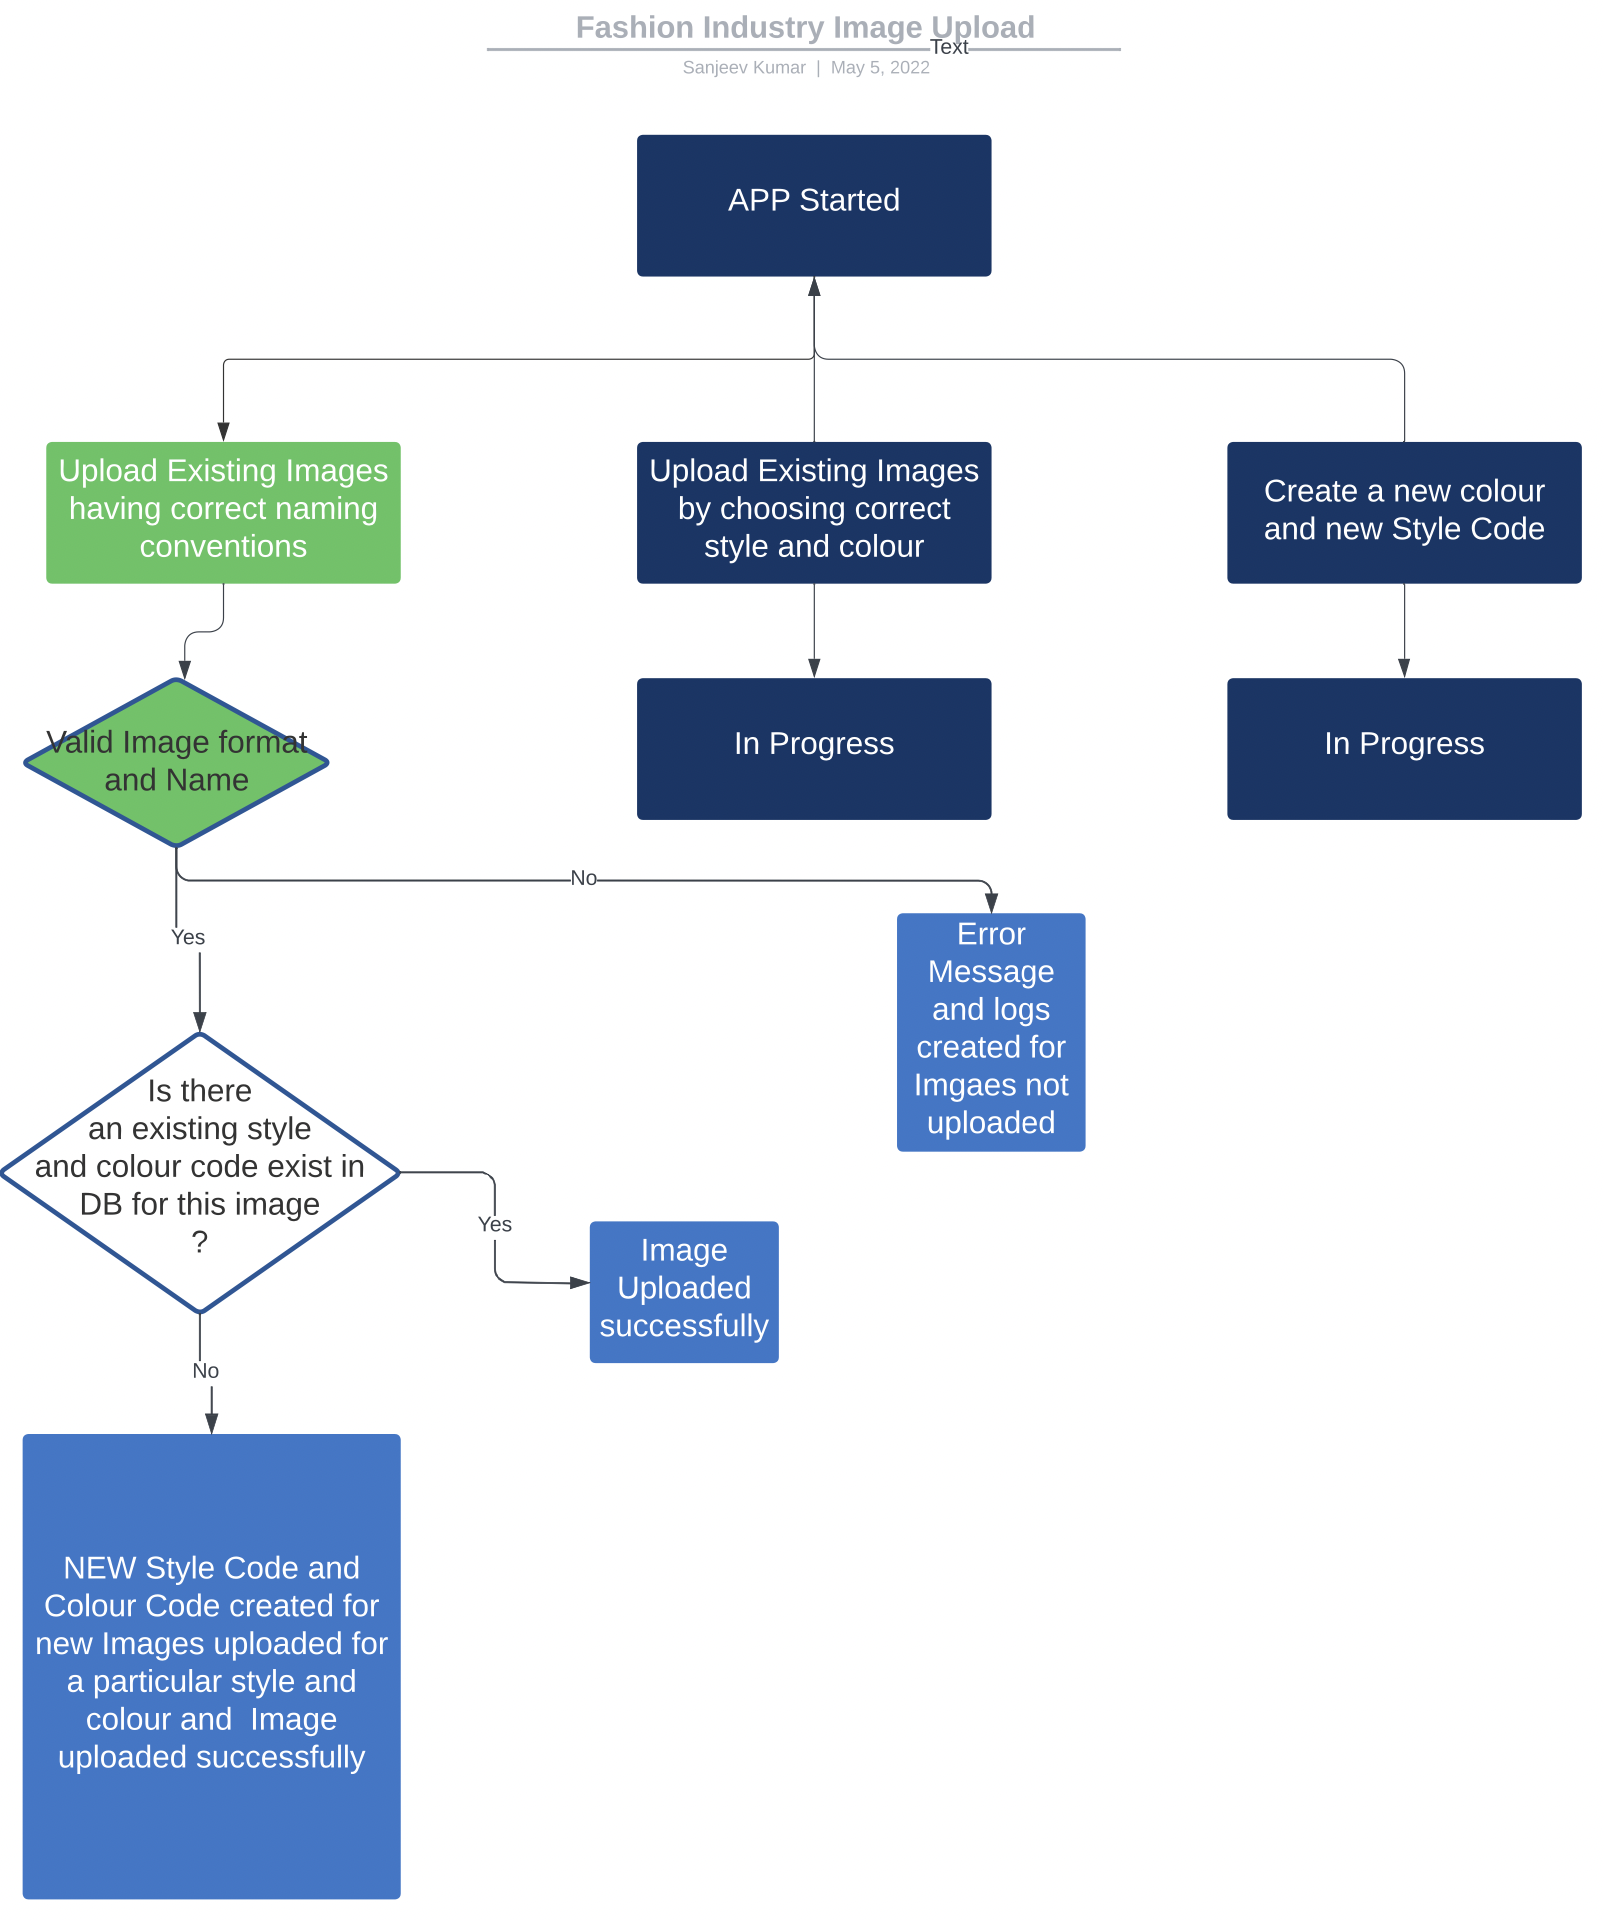 Fashion Industry Image Upload
Text
Sanjeev Kumar | May 5, 2022
APP Started
Upload Existing Images
having correct naming
conventions
Upload Existing Images
by choosing correct
style and colour
Create a new colour
and new Style Code
Valid Image format
and Name
In Progress
In Progress
No
Yes
Error
Message
and logs
created for
Imgaes not
uploaded
Is there
an existing style
and colour code exist in
DB for this image
?
Yes
Image
Uploaded
successfully
No
NEW Style Code and
Colour Code created for
new Images uploaded for
a particular style and
colour and  Image
uploaded successfully